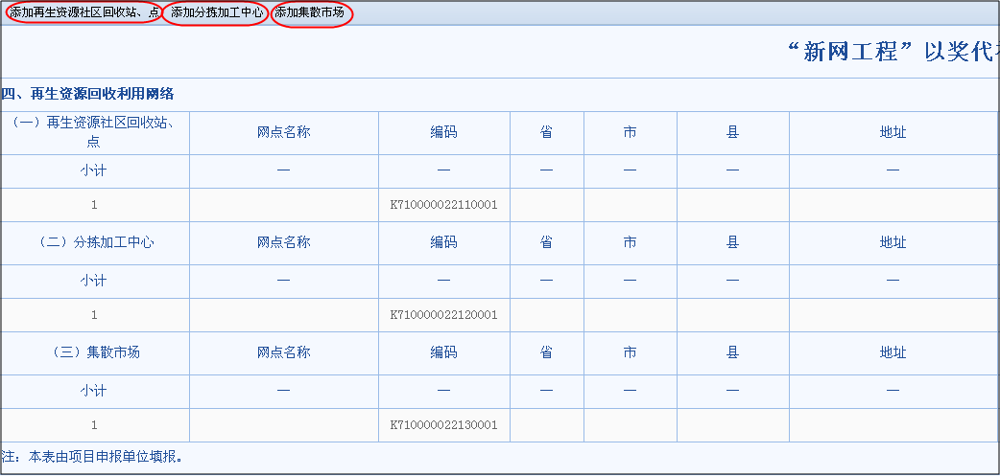 添加再生资源社区回收站、点 添加分拣加工中心 添加集散市场
“新网工程”以奖代
四、再生资源回收利用网络
（一）再生资源社区回收站、点 网点名称 编码 省 市 县 地址
小计 — — — — — —
1 K710000022110001
（二）分拣加工中心 网点名称 编码 省 市 县 地址
小计 — — — — — —
1 K710000022120001
（三）集散市场 网点名称 编码 省 市 县 地址
小计 — — — — — —
1 K710000022130001
注：本表由项目申报单位填报。